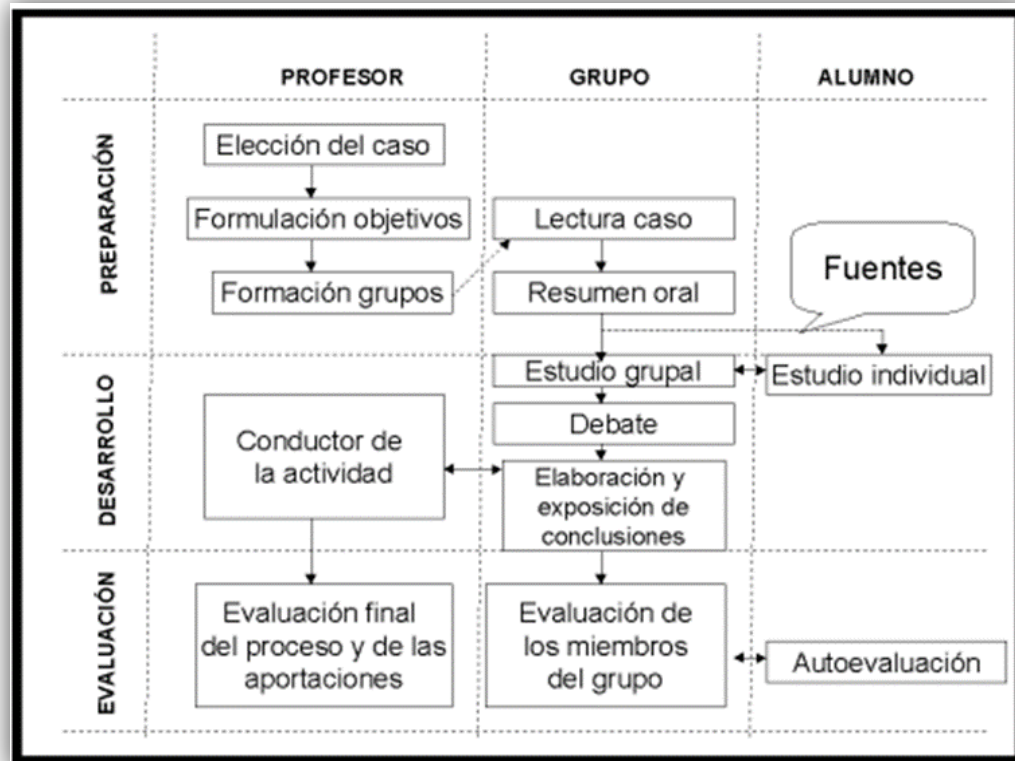 PROFESOR
GRUPO
ALUMNO
PREPARACIÓN
Elección del caso
Formulación objetivos
Formación grupos
Lectura caso
Resumen oral
Fuentes
DESARROLLO
Conductor de
la actividad
Estudio grupal
Debate
Elaboración y
exposición de
conclusiones
Estudio individual
EVALUACIÓN
Evaluación final
del proceso y de las
aportaciones
Evaluación de
los miembros
del grupo
Autoevaluación